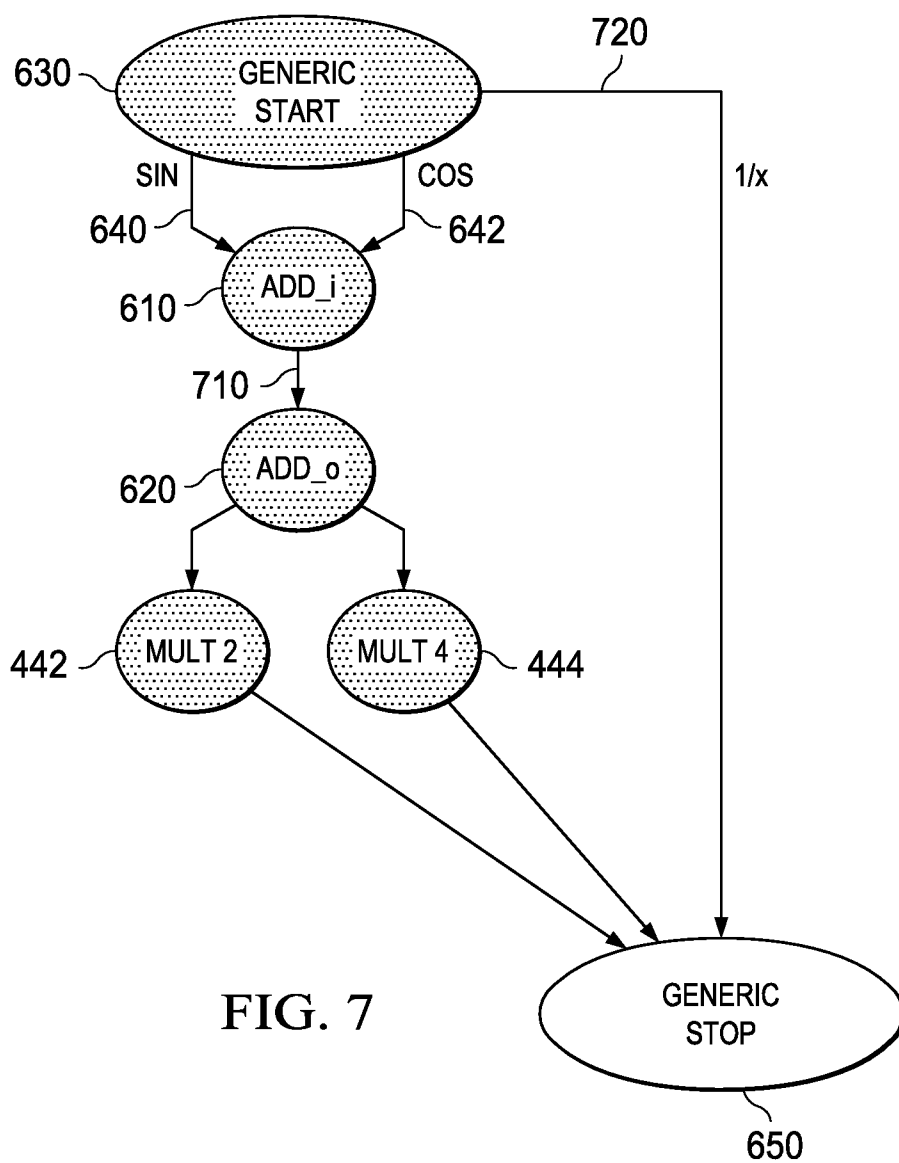 720
630
GENERIC
START
SIN
COS
1/x
640
642
610
ADD_i
710
ADD_o
620
MULT 2
MULT 4
442
444
FIG. 7
GENERIC
STOP
650